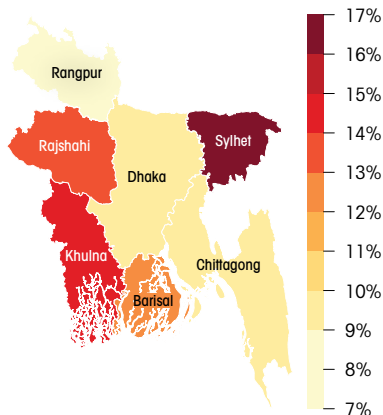 17%
16%
15%
14%
13%
12%
11%
10%
9%
8%
7%
Rangpur
Rajshahi
Sylhet
Dhaka
Khulna
Chittagong
Barisal